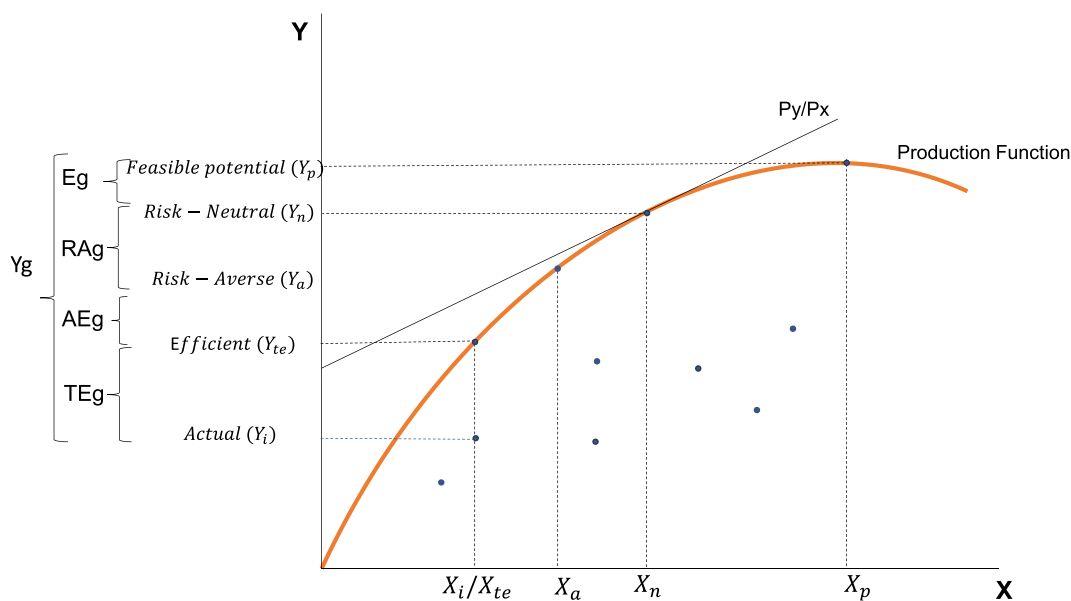 Y
Py/Px
Production Function
Feasible potential (Yp)
Eg
Risk − Neutral (Yn)
RAg
Yg
Risk − Averse (Ya)
AEg
Efficient (Yte)
TEg
Actual (Yi)
Xi/Xte
Xa
Xn
Xp
X